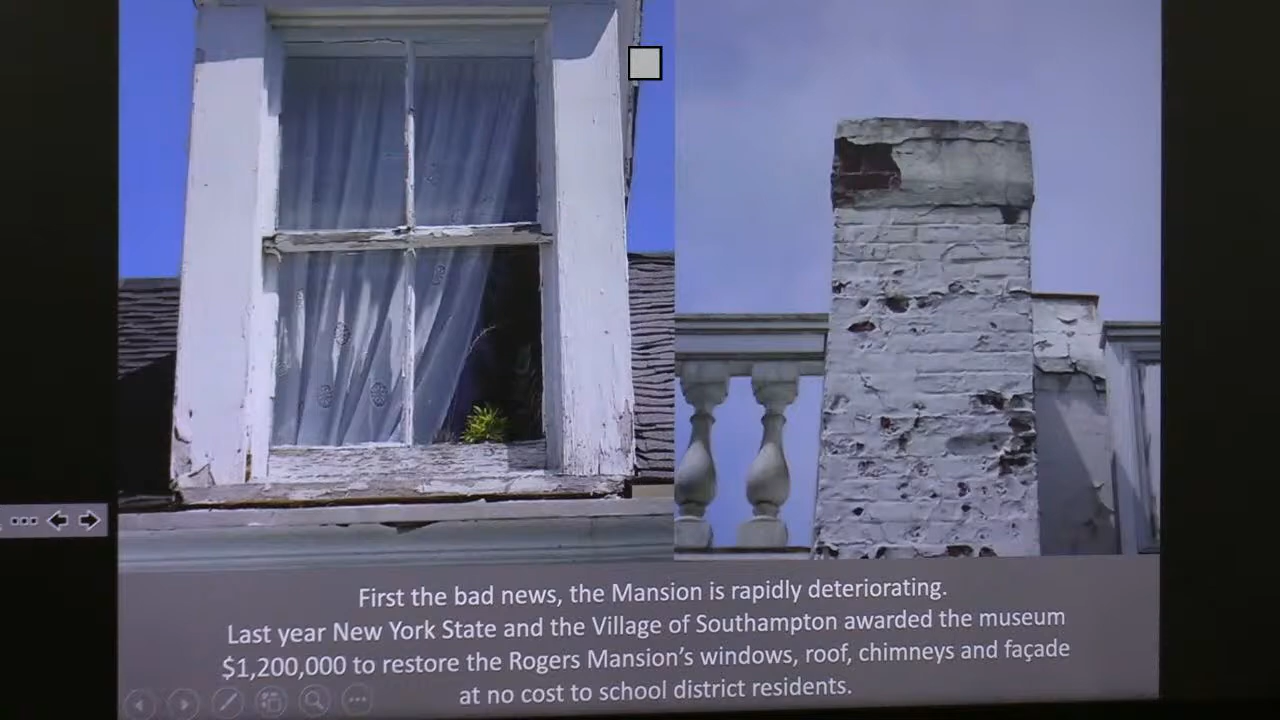 First the bad news, the Mansion is rapidly deteriorating.
Last year New York State and the Village of Southampton awarded the museum
$1,200,000 to restore the Rogers Mansion's windows, roof, chimneys and façade
at no cost to school district residents.